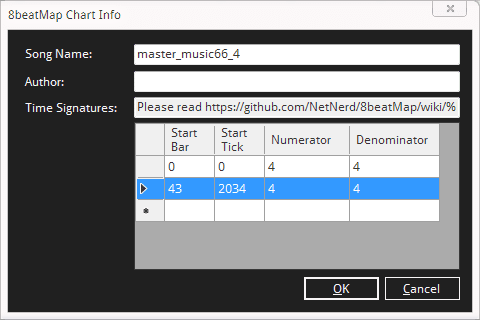 8beatMap Chart Info
Song Name: master_music66_4
Author:
Time Signatures: Please read https://github.com/NetNerd/8beatMap/wiki/%
Start Bar Start Tick Numerator Denominator
0 0 4 4
43 2034 4 4
OK Cancel